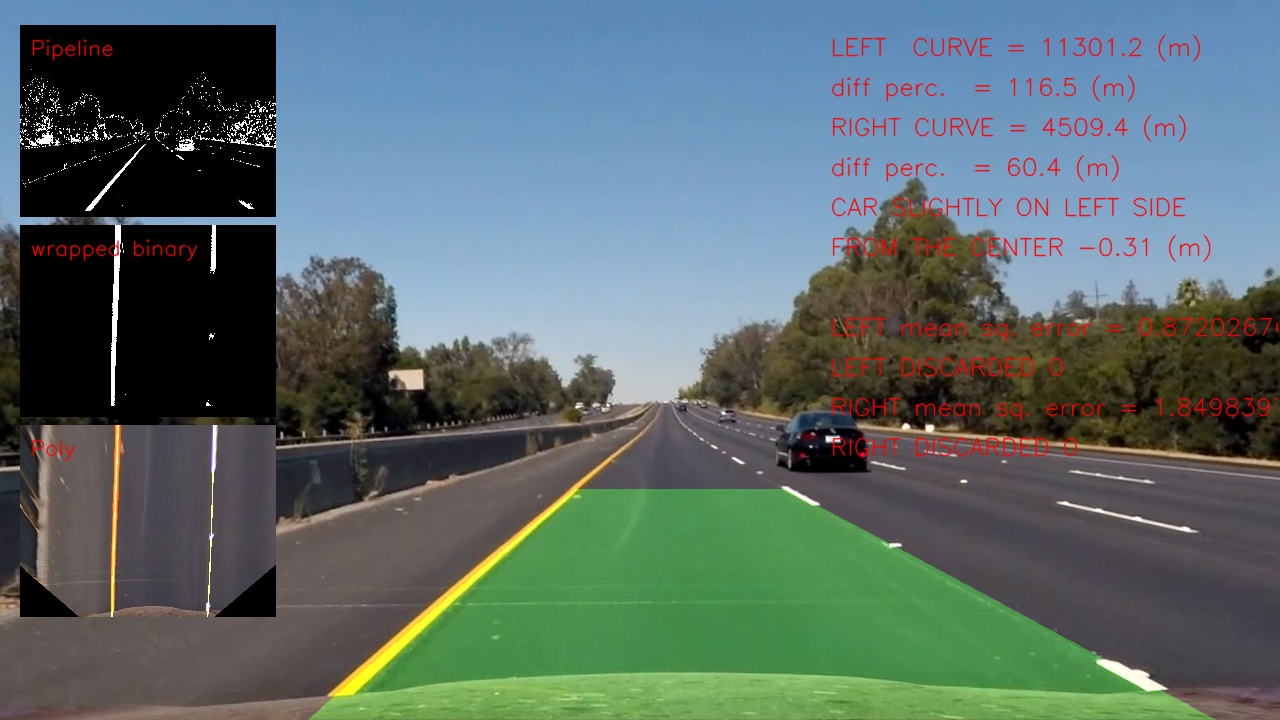 Pipeline
wrapped binary
Poly
LEFT CURVE = 11301.2 (m)
diff perc. = 116.5 (m)
RIGHT CURVE = 4509.4 (m)
diff perc. = 60.4 (m)
CAR SLIGHTLY ON LEFT SIDE
FROM THE CENTER -0.31 (m)
LEFT mean sq. error = 0.8720267
LEFT DISCARDED 0
RIGHT mean sq. error = 1.849839
RIGHT DISCARDED 0